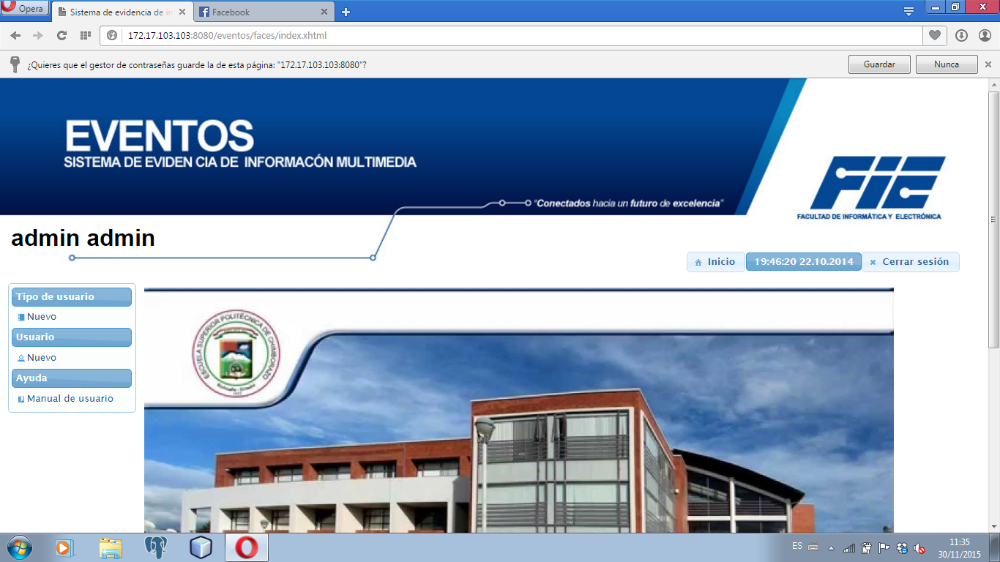 Opera
Sistema de evidencia de in
Facebook
172.17.103.103:8080/eventos/faces/index.xhtml
¿Quieres que el gestor de contraseñas guarde la de esta página: "172.17.103.103:8080"?
Guardar
Nunca
EVENTOS
SISTEMA DE EVIDEN CIA DE INFORMACÓN MULTIMEDIA
"Conectados hacia un futuro de excelencia"
FIE
FACULTAD DE INFORMÁTICA Y ELECTRÓNICA
admin admin
Inicio
19:46:20 22.10.2014
Cerrar sesión
Tipo de usuario
Nuevo
Usuario
Nuevo
Ayuda
Manual de usuario
ESCUELA SUPERIOR POLITÉCNICA DE CHIMBORAZO
Riobamba - Ecuador
ES
11:35
30/11/2015